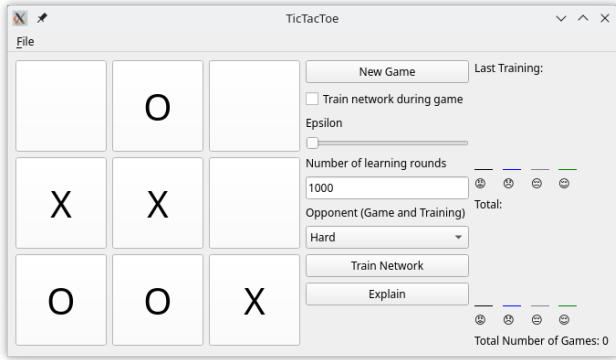 TicTacToe
File
O
X X
O O X
New Game
Train network during game
Epsilon
Number of learning rounds
1000
Opponent (Game and Training)
Hard
Train Network
Explain
Last Training:
Total:
Total Number of Games: 0